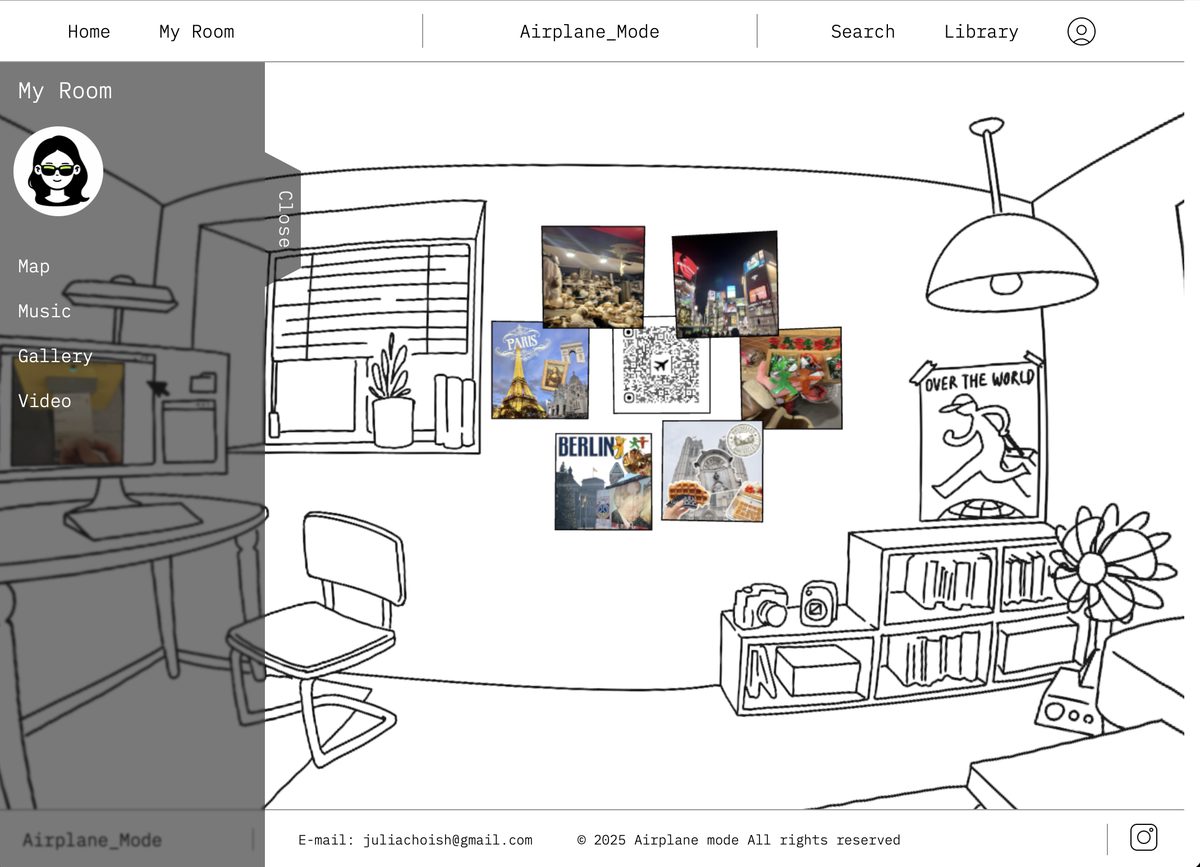 Home
My Room
Airplane_Mode
Search
Library
My Room
Close
Map
Music
Gallery
Video
PARIS
BERLIN
OVER THE WORLD
Airplane_Mode
E-mail: juliachoish@gmail.com
© 2025 Airplane mode All rights reserved